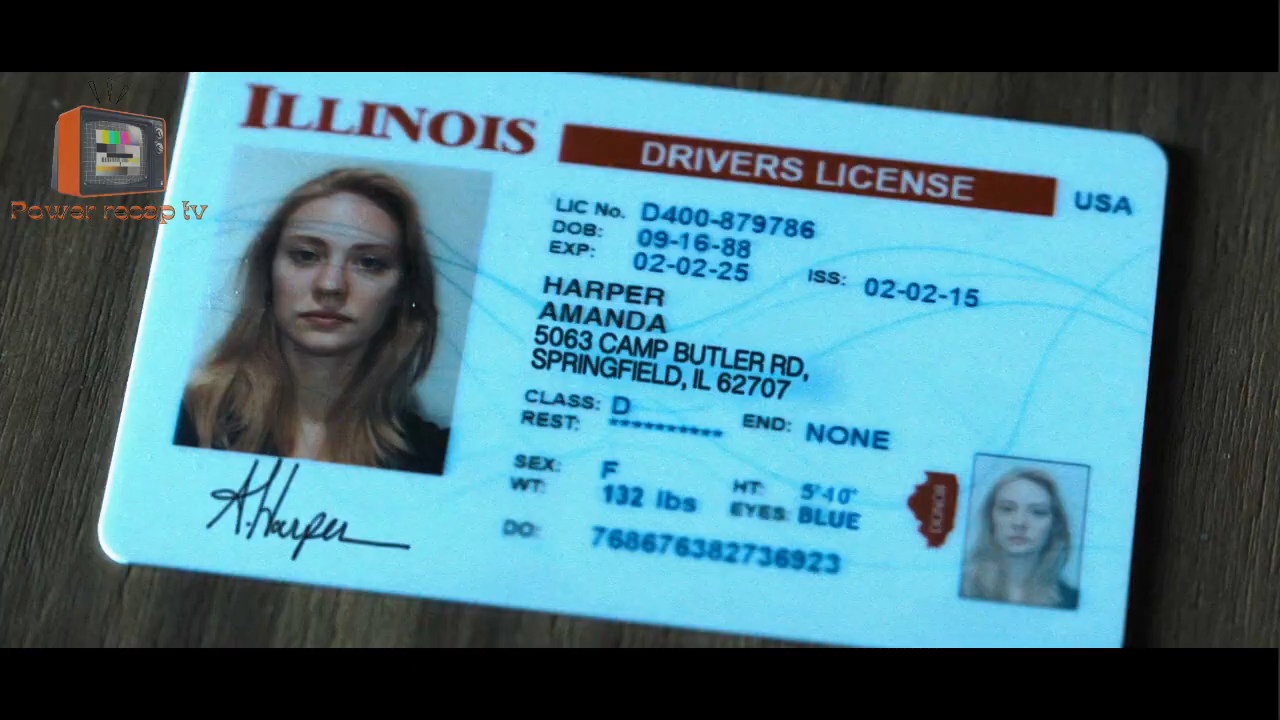 Power recap tv
ILLINOIS
DRIVERS LICENSE
USA
LIC No. D400-879786
DOB: 09-16-88
EXP: 02-02-25 ISS: 02-02-15
HARPER
AMANDA
5063 CAMP BUTLER RD,
SPRINGFIELD, IL 62707
CLASS: D
REST: ********** END: NONE
SEX: F
WT: 132 lbs HT: 5'40"
EYES: BLUE
DO: 768676382736923
A.Harper